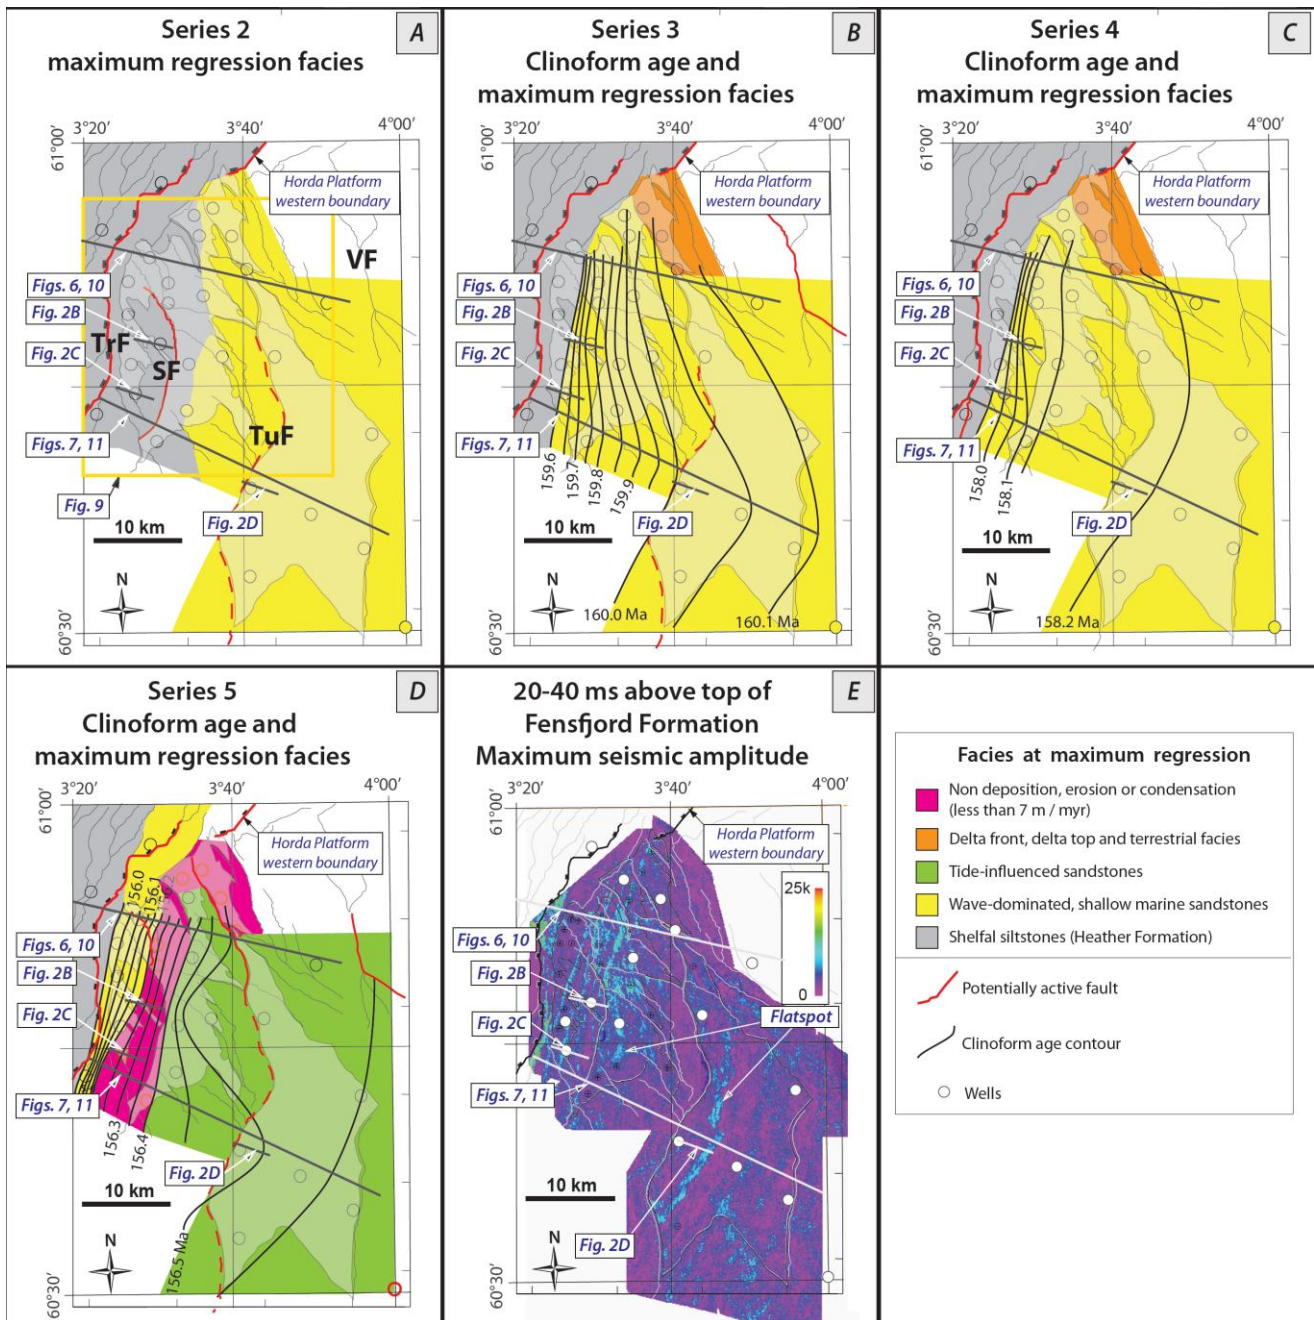 Series 2
maximum regression facies
A
3°20'
3°40'
4°00'
61°00'
Horda Platform
western boundary
VF
Figs. 6, 10
Fig. 2B
TrF
Fig. 2C
SF
Figs. 7, 11
TuF
Fig. 9
Fig. 2D
10 km
N
60°30'
Series 3
Clinoform age and
maximum regression facies
B
3°20'
3°40'
4°00'
61°00'
Horda Platform
western boundary
Figs. 6, 10
Fig. 2B
Fig. 2C
Figs. 7, 11
159.6
159.7
159.8
159.9
Fig. 2D
10 km
N
160.0 Ma
160.1 Ma
60°30'
Series 4
Clinoform age and
maximum regression facies
C
3°20'
3°40'
4°00'
61°00'
Horda Platform
western boundary
Figs. 6, 10
Fig. 2B
Fig. 2C
Figs. 7, 11
158.0
158.1
Fig. 2D
10 km
N
158.2 Ma
60°30'
Series 5
Clinoform age and
maximum regression facies
D
3°20'
3°40'
4°00'
61°00'
Horda Platform
western boundary
156.0
156.1
156.2
Figs. 6, 10
Fig. 2B
Fig. 2C
Figs. 7, 11
156.3
156.4
Fig. 2D
10 km
N
156.5 Ma
60°30'
20-40 ms above top of
Fensfjord Formation
Maximum seismic amplitude
E
3°20'
3°40'
4°00'
61°00'
Horda Platform
western boundary
25k
0
Figs. 6, 10
Fig. 2B
Fig. 2C
Flatspot
Figs. 7, 11
10 km
Fig. 2D
N
60°30'
Facies at maximum regression
Non deposition, erosion or condensation
(less than 7 m / myr)
Delta front, delta top and terrestrial facies
Tide-influenced sandstones
Wave-dominated, shallow marine sandstones
Shelfal siltstones (Heather Formation)
Potentially active fault
Clinoform age contour
Wells